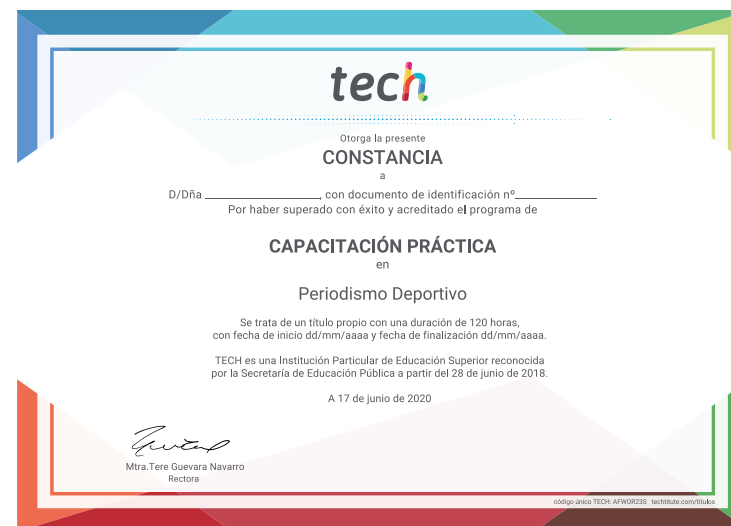 tech
Otorga la presente
CONSTANCIA
a
D/Dña ____________________, con documento de identificación nº______________
Por haber superado con éxito y acreditado el programa de
CAPACITACIÓN PRÁCTICA
en
Periodismo Deportivo
Se trata de un título propio con una duración de 120 horas,
con fecha de inicio dd/mm/aaaa y fecha de finalización dd/mm/aaaa.
TECH es una Institución Particular de Educación Superior reconocida
por la Secretaría de Educación Pública a partir del 28 de junio de 2018.
A 17 de junio de 2020
Mtra.Tere Guevara Navarro
Rectora
código único TECH: AFWOR23S techtitute.com/titulos